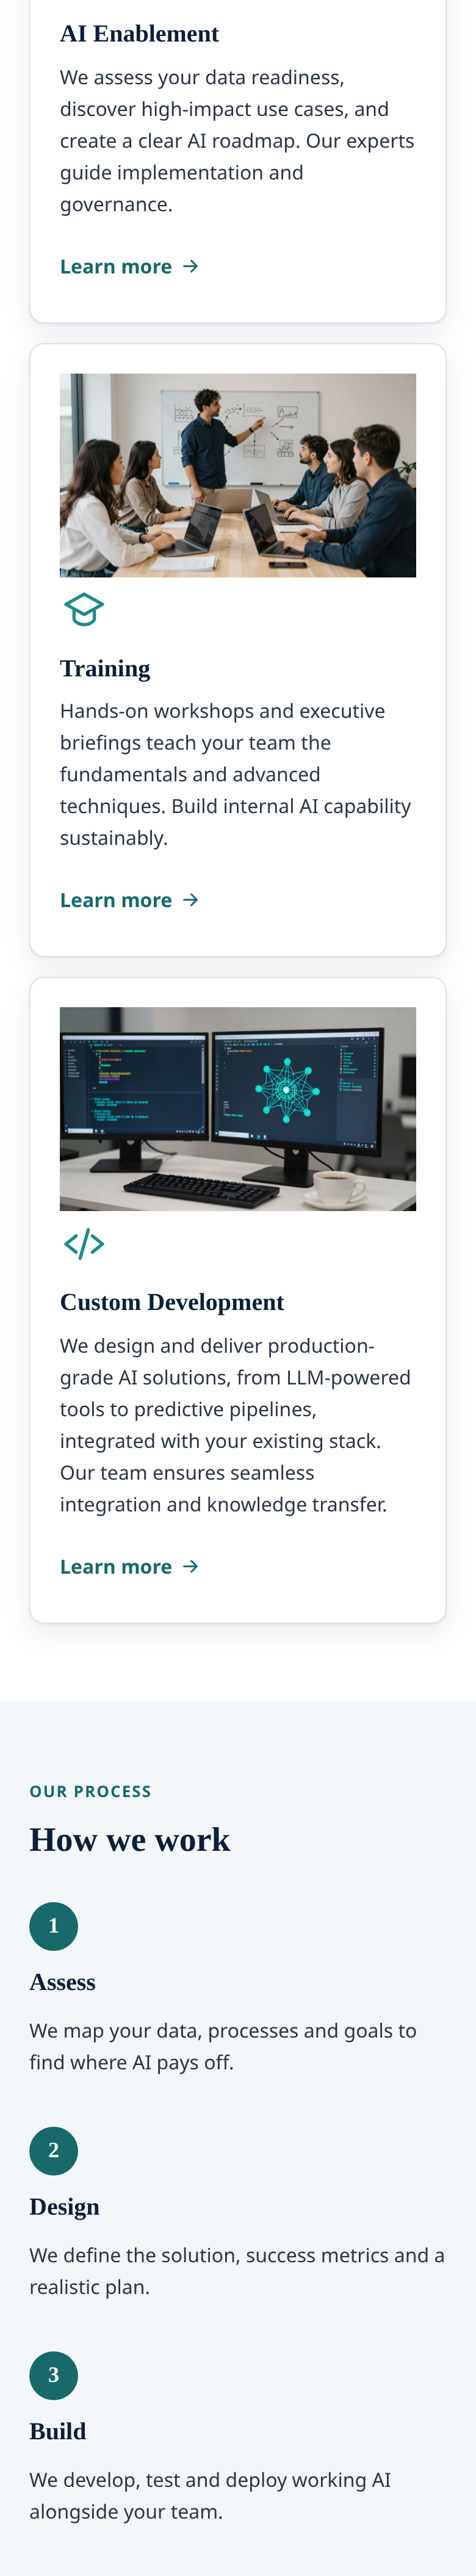 AI Enablement
We assess your data readiness,
discover high-impact use cases, and
create a clear AI roadmap. Our experts
guide implementation and
governance.
Learn more →
Training
Hands-on workshops and executive
briefings teach your team the
fundamentals and advanced
techniques. Build internal AI capability
sustainably.
Learn more →
Custom Development
We design and deliver production-
grade AI solutions, from LLM-powered
tools to predictive pipelines,
integrated with your existing stack.
Our team ensures seamless
integration and knowledge transfer.
Learn more →
OUR PROCESS
How we work
1
Assess
We map your data, processes and goals to
find where AI pays off.
2
Design
We define the solution, success metrics and a
realistic plan.
3
Build
We develop, test and deploy working AI
alongside your team.